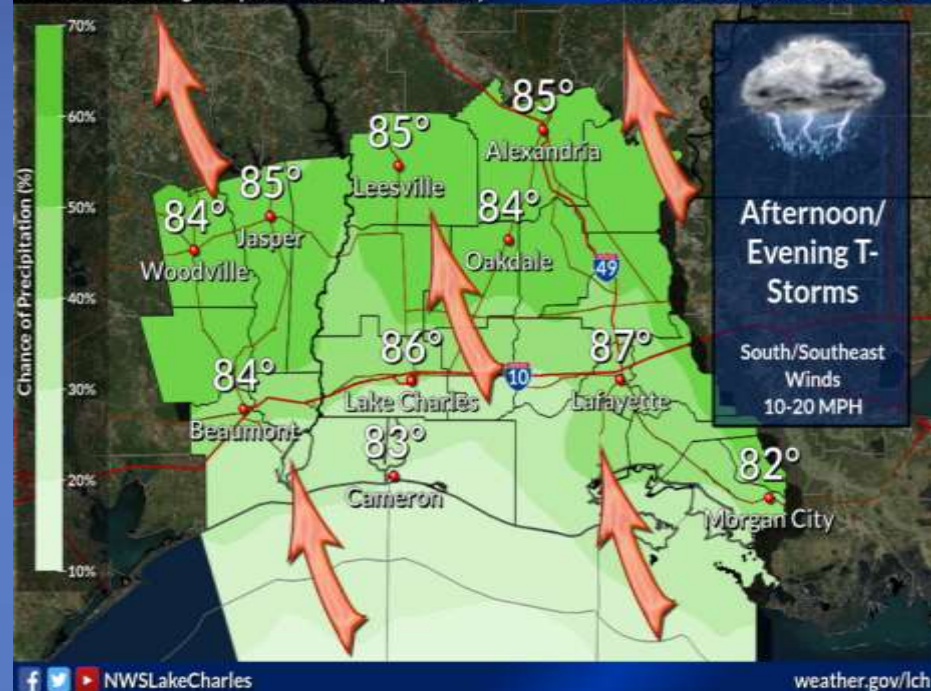 70%
60%
50%
40%
30%
20%
10%
Chance of Precipitation (%)
85°
Alexandria
85°
Leesville
85°
Jasper
84°
Woodville
84°
Oakdale
49
86°
Lake Charles
10
87°
Lafayette
84°
Beaumont
83°
Cameron
82°
Morgan City
Afternoon/
Evening T-
Storms
South/Southeast
Winds
10-20 MPH
NWSLakeCharles
weather.gov/lch